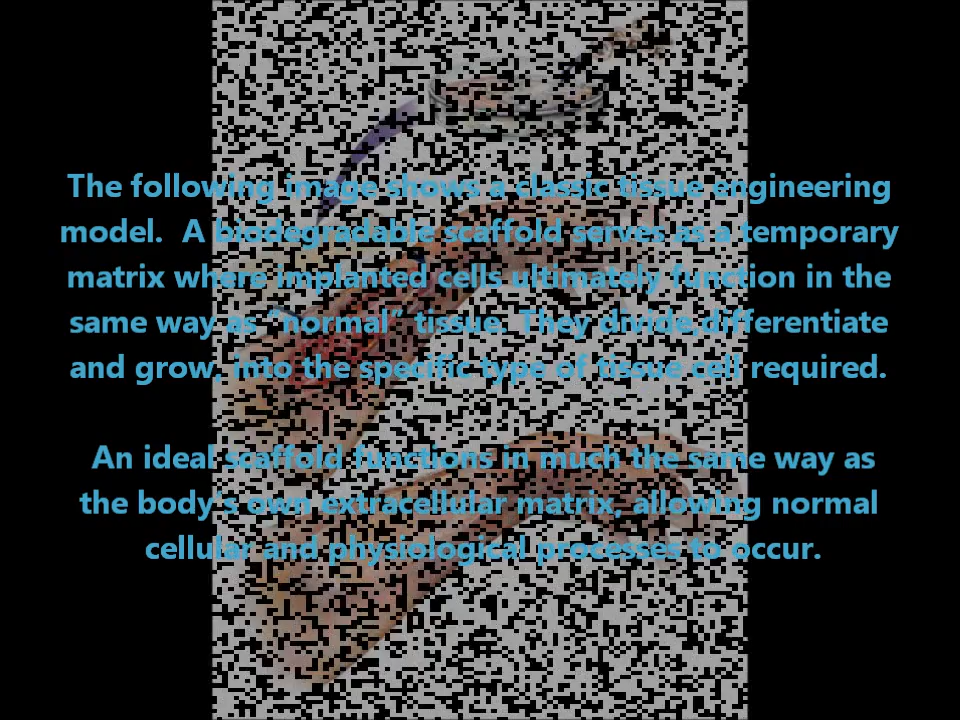 The following image shows a classic tissue engineering
model.  A biodegradable scaffold serves as a temporary
matrix where implanted cells ultimately function in the
same way as “normal” tissue. They divide,differentiate
and grow, into the specific type of tissue cell required.
An ideal scaffold functions in much the same way as
the body's own extracellular matrix, allowing normal
cellular and physiological processes to occur.